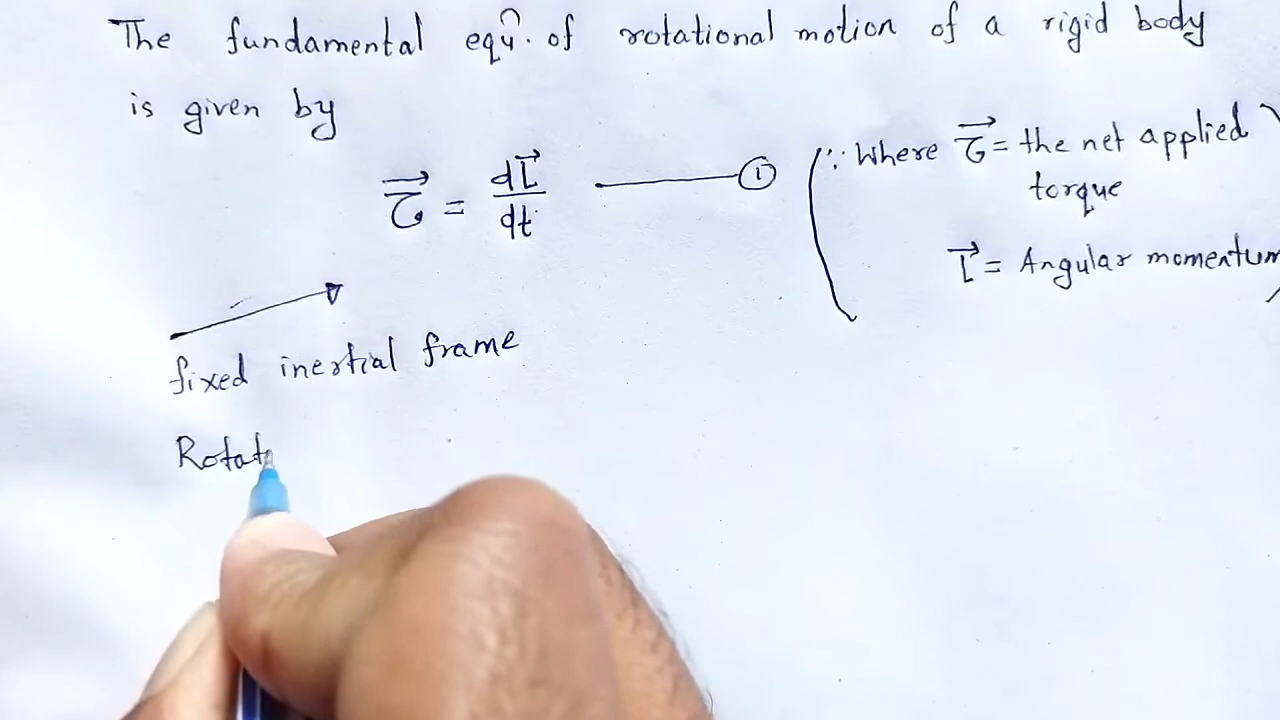 The fundamental equn. of rotational motion of a rigid body
is given by
τ⃗ = dL⃗/dt ——— ①
(∵ Where τ⃗ = the net applied
torque
L⃗ = Angular momentum)
fixed inertial frame
Rotat